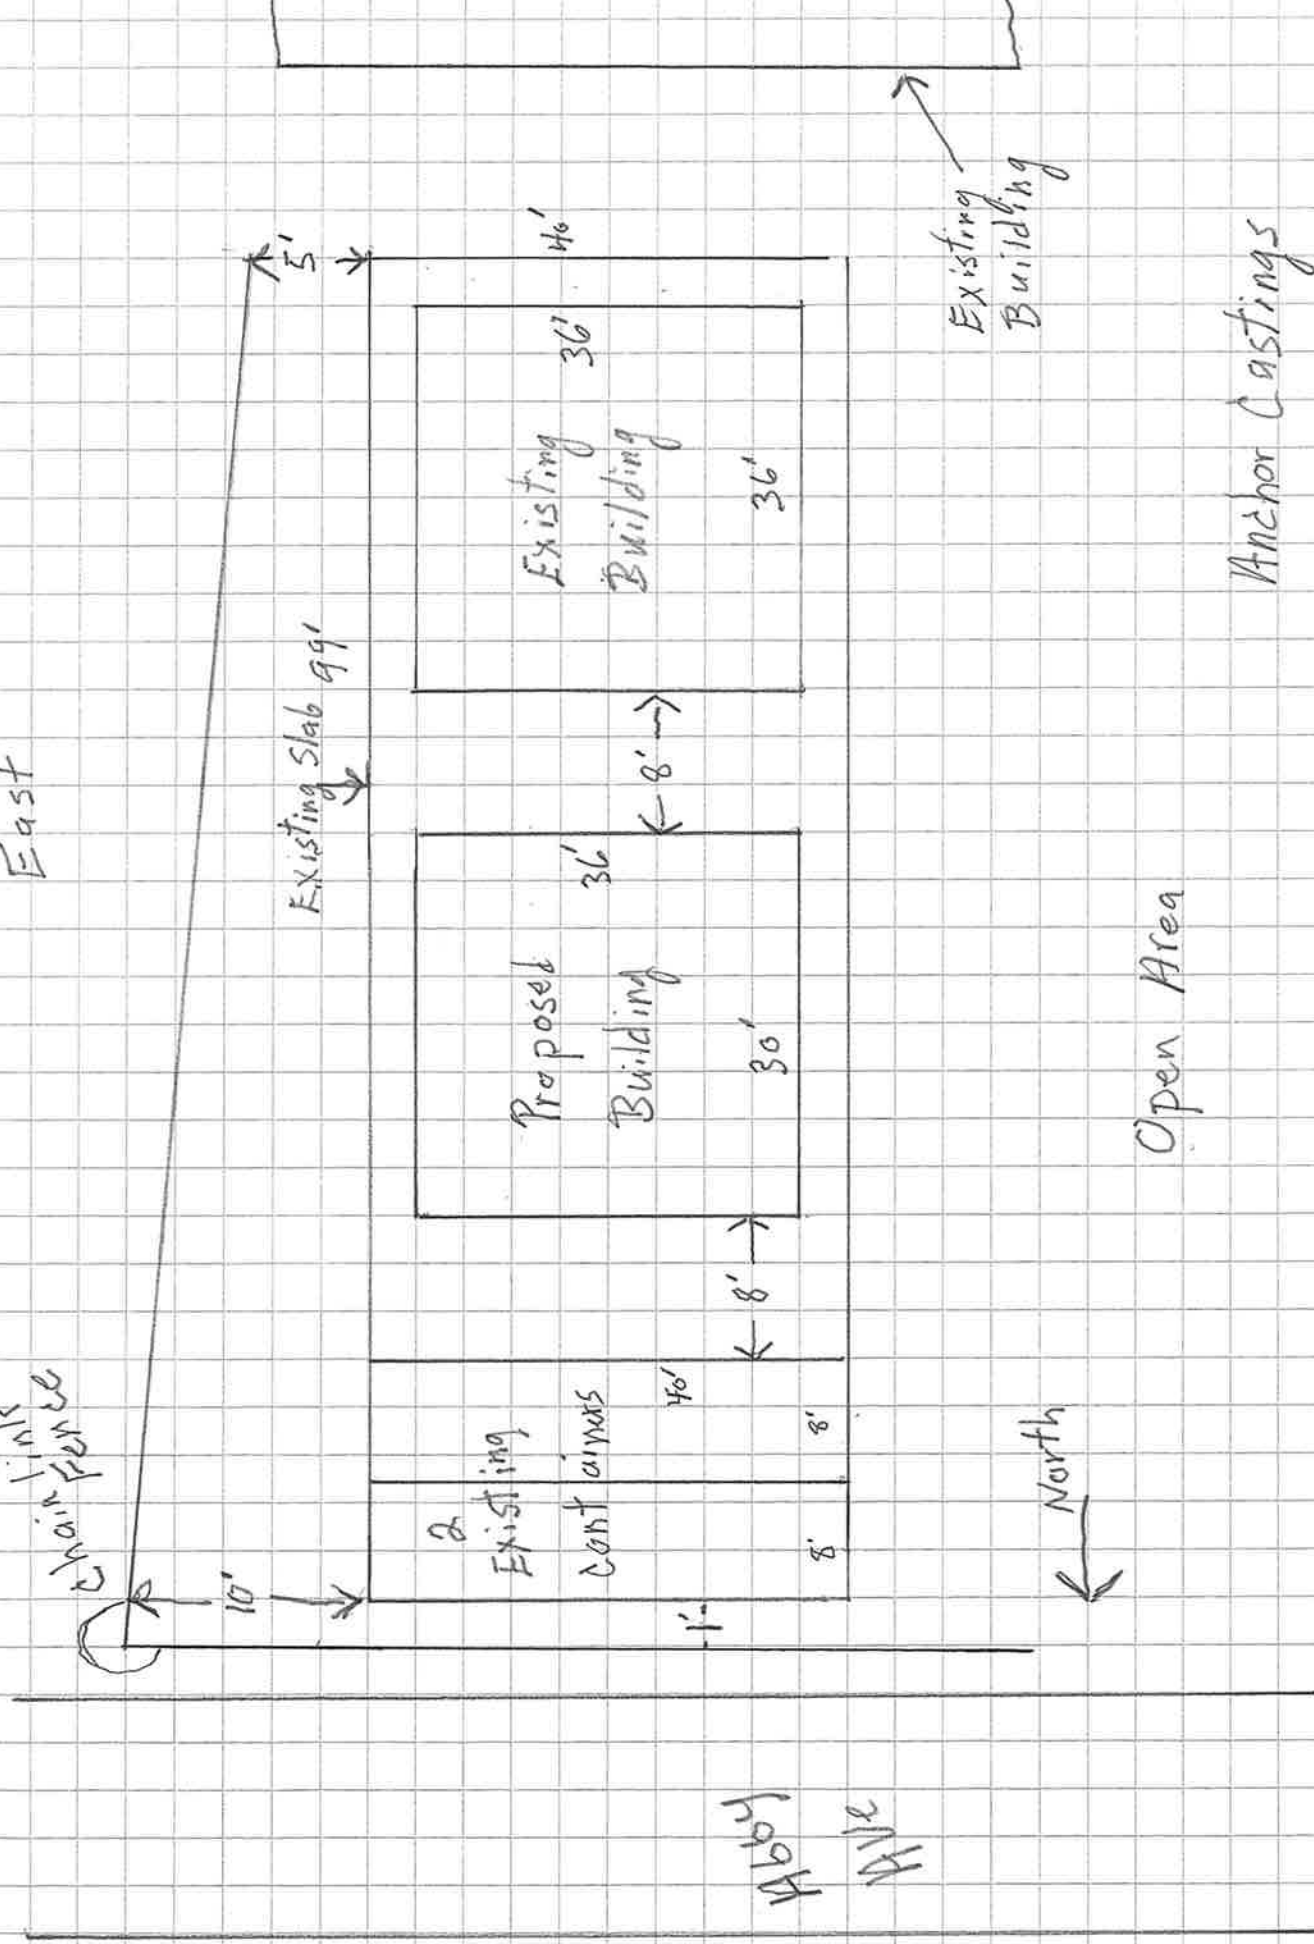 East
Chain link
Fence
10'
5'
Existing Slab 99'
2
Existing
containers
40'
8'
8'
1'
8'
Proposed
Building
36'
30'
8'
Existing
Building
36'
36'
40'
Existing
Building
Anchor Castings
Open Area
North
Abby
Ave